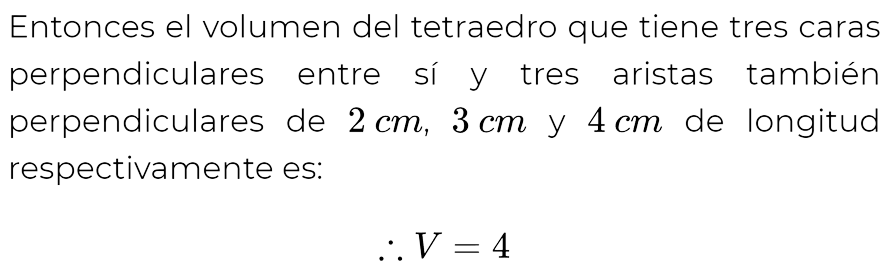 Entonces el volumen del tetraedro que tiene tres caras
perpendiculares entre sí y tres aristas también
perpendiculares de 2 cm, 3 cm y 4 cm de longitud
respectivamente es:
∴ V = 4